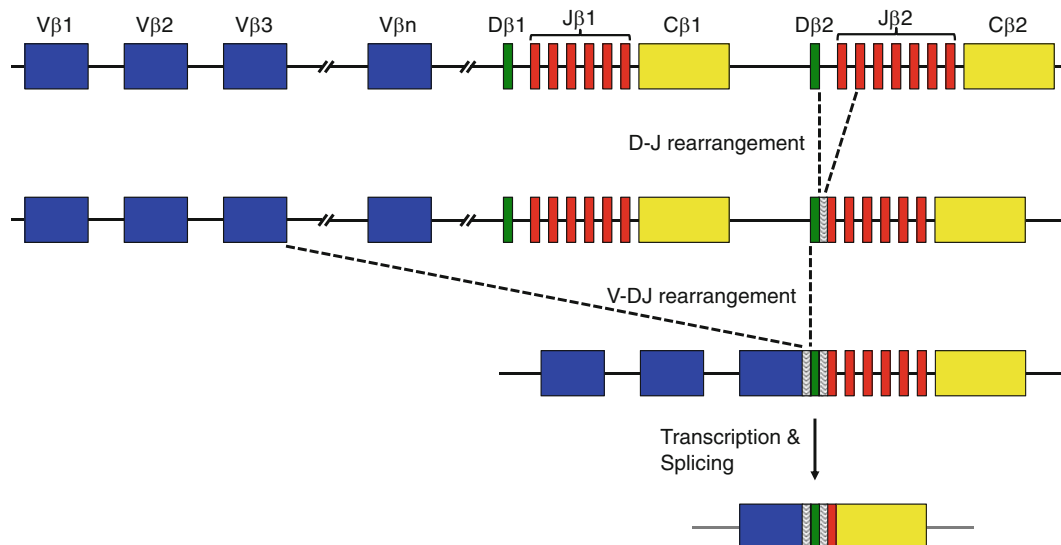 Vβ1 Vβ2 Vβ3 Vβn Dβ1 Jβ1 Cβ1 Dβ2 Jβ2 Cβ2
D-J rearrangement
V-DJ rearrangement
Transcription &
Splicing